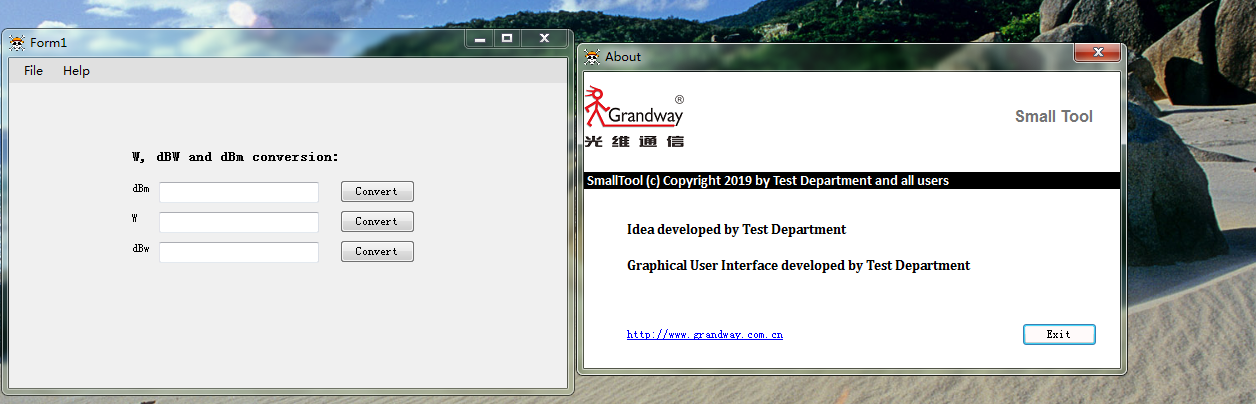 Form1
File Help
W, dBW and dBm conversion:
dBm Convert
W Convert
dBw Convert
About
Grandway®
光维通信
Small Tool
SmallTool (c) Copyright 2019 by Test Department and all users
Idea developed by Test Department
Graphical User Interface developed by Test Department
http://www.grandway.com.cn
Exit